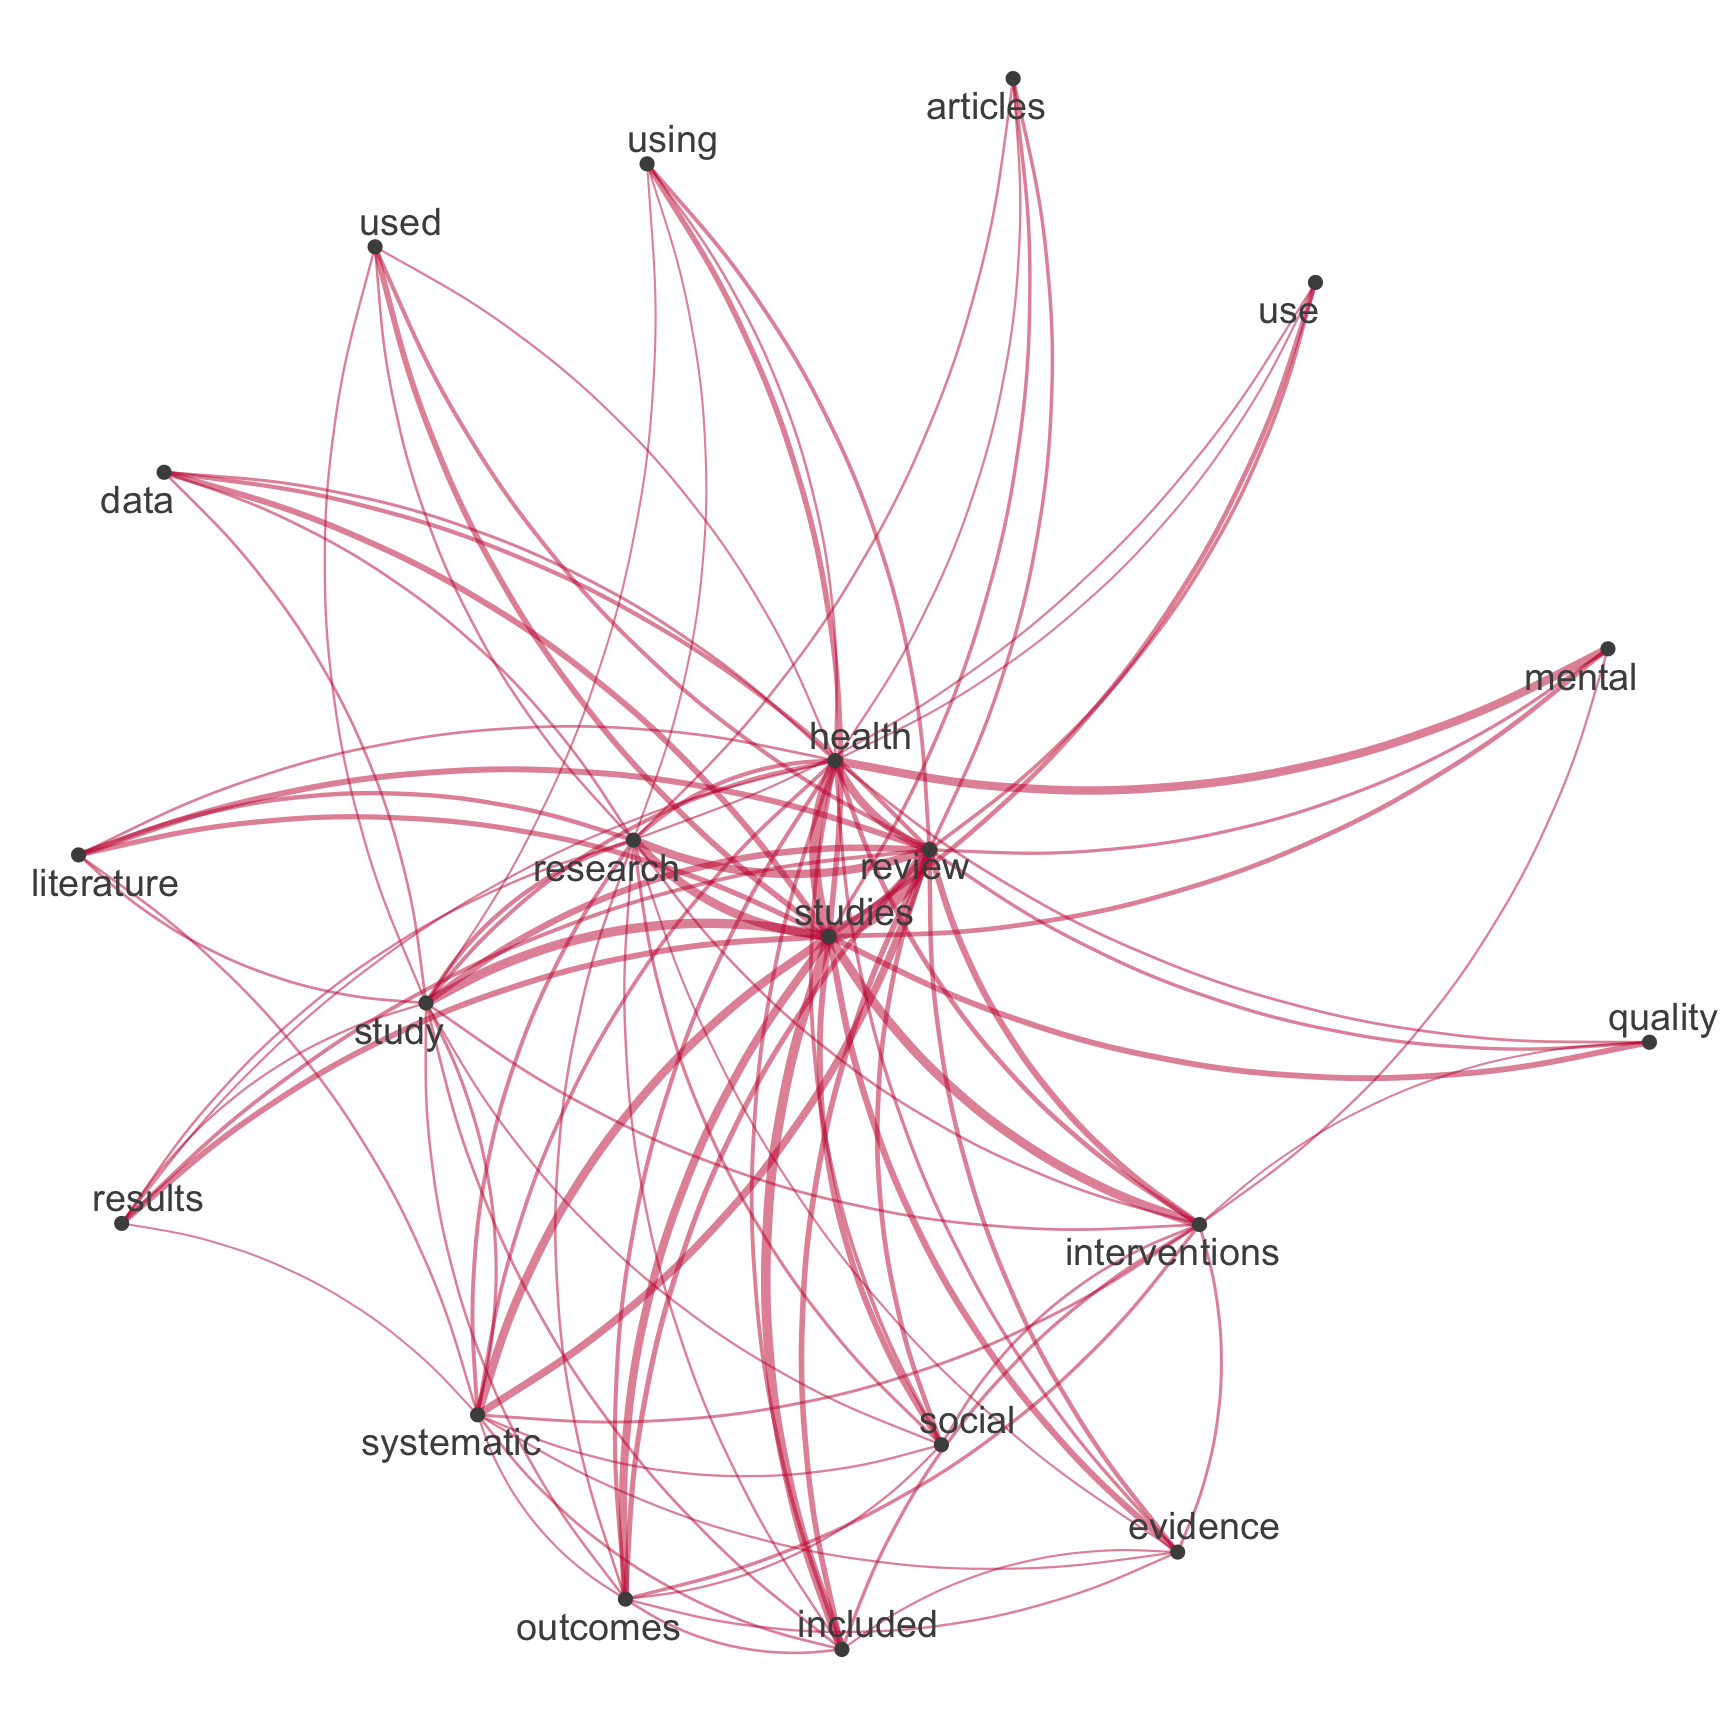 articles
using
used
use
data
mental
health
research
review
literature
studies
study
quality
results
interventions
social
systematic
evidence
included
outcomes